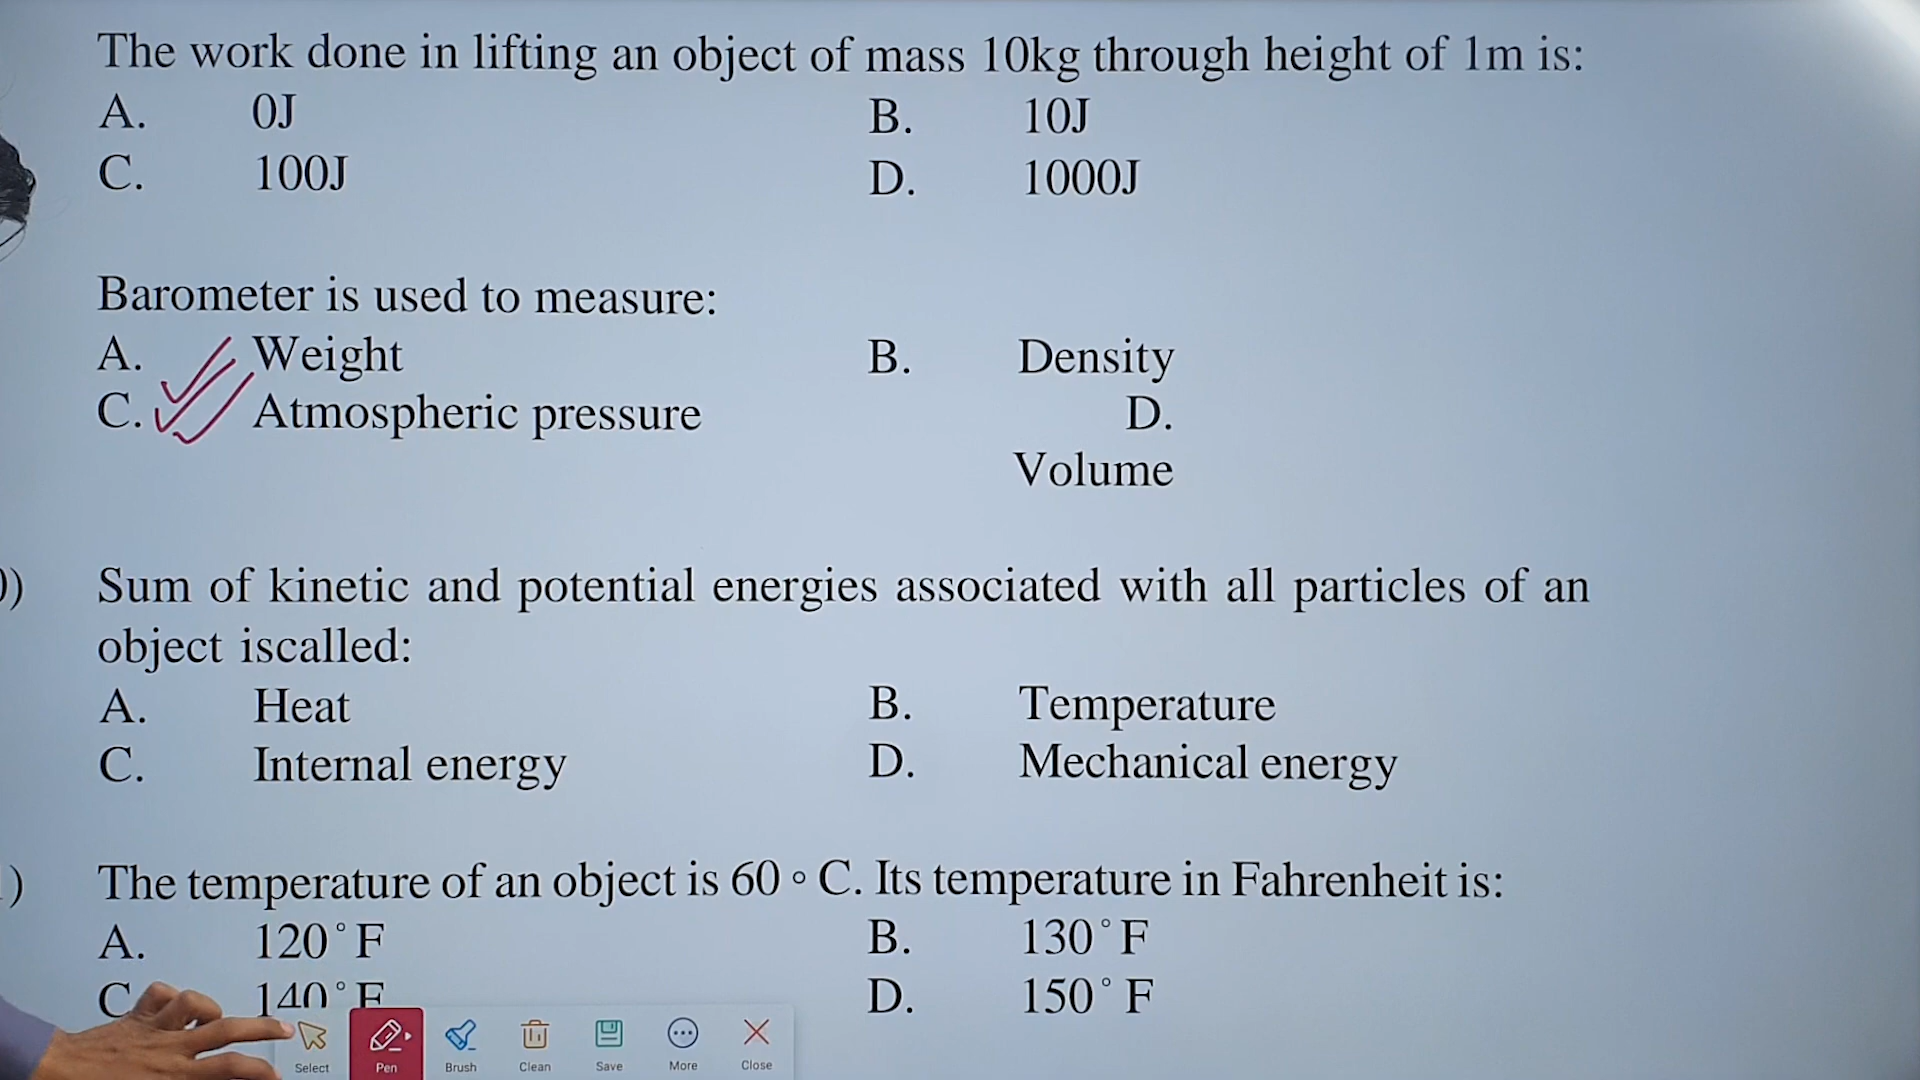 The work done in lifting an object of mass 10kg through height of 1m is:
A. 0J B. 10J
C. 100J D. 1000J
Barometer is used to measure:
A. Weight B. Density
C. Atmospheric pressure D.
Volume
) Sum of kinetic and potential energies associated with all particles of an
object iscalled:
A. Heat B. Temperature
C. Internal energy D. Mechanical energy
) The temperature of an object is 60 ∘ C. Its temperature in Fahrenheit is:
A. 120° F B. 130° F
C 140° F D. 150° F
Select Pen Brush Clean Save More Close